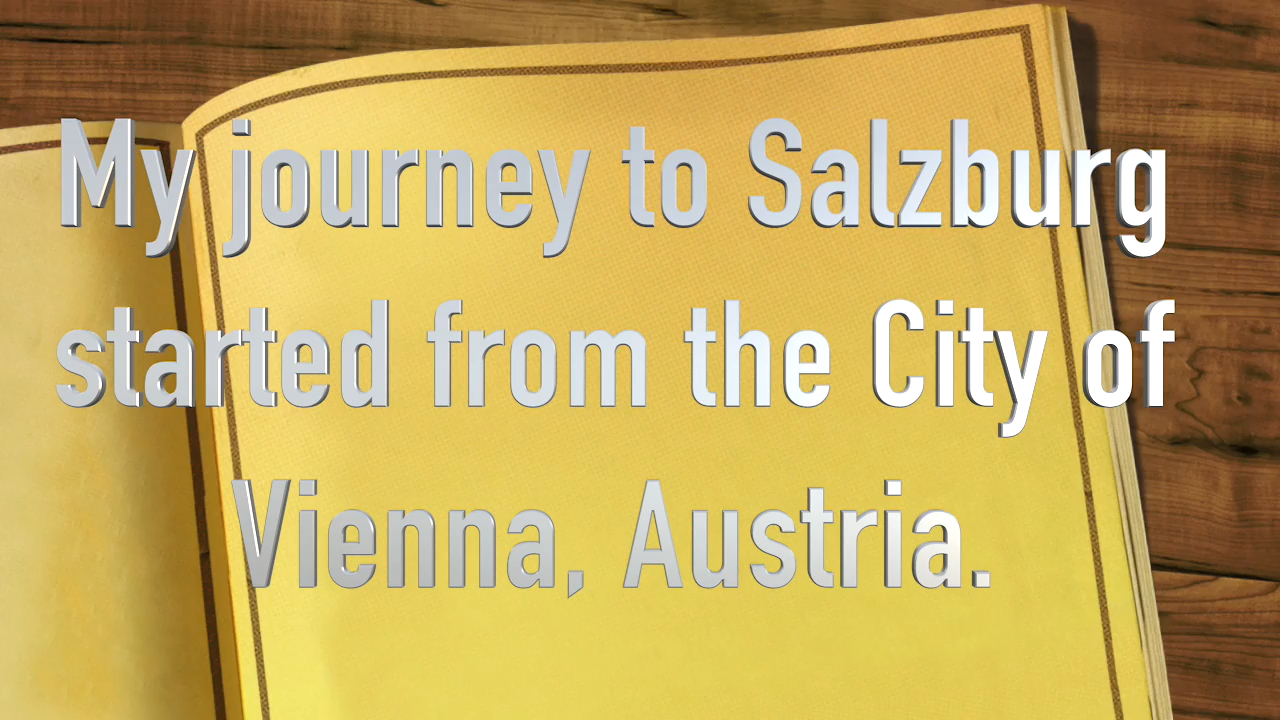 My journey to Salzburg
started from the City of
Vienna, Austria.